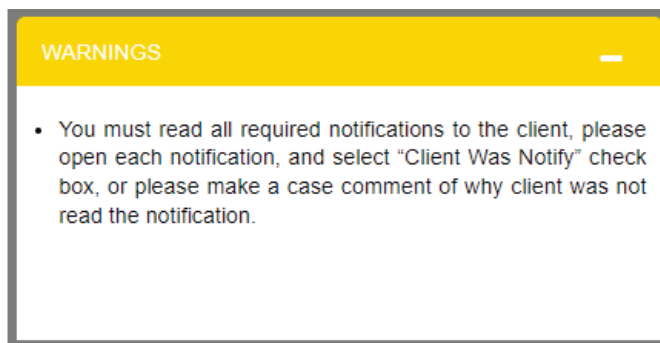 WARNINGS
• You must read all required notifications to the client, please
open each notification, and select “Client Was Notify” check
box, or please make a case comment of why client was not
read the notification.